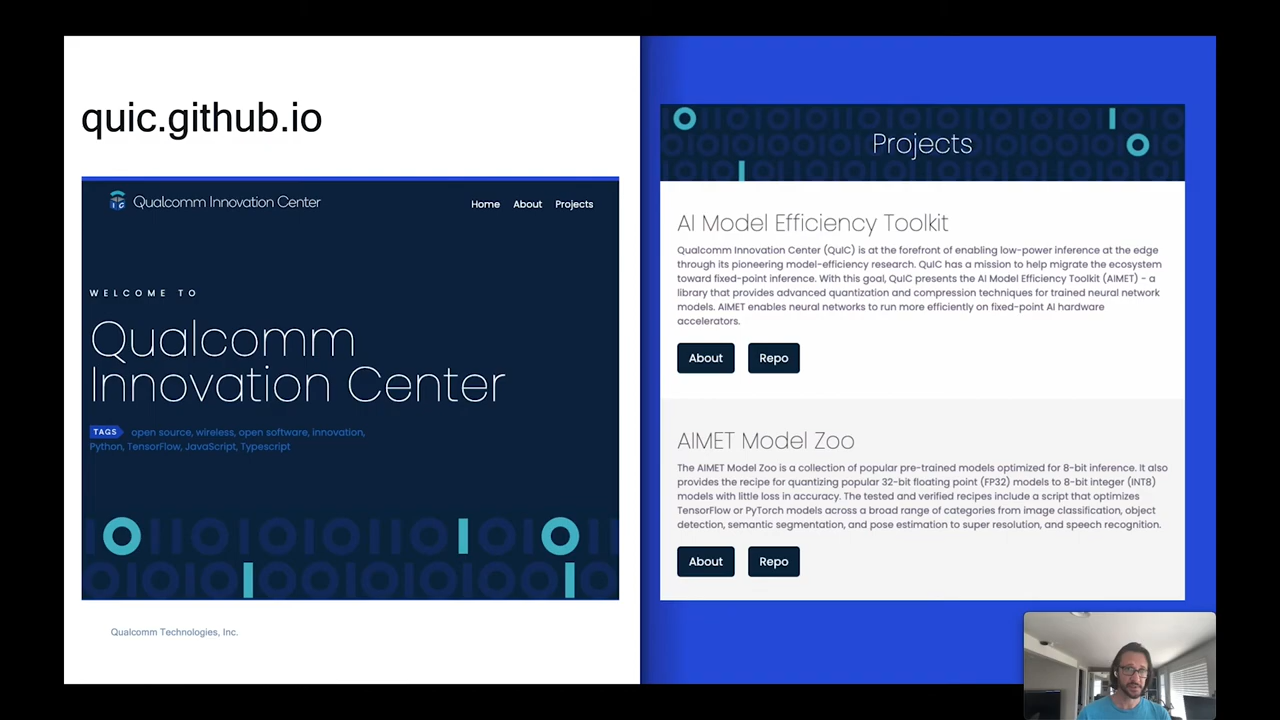 quic.github.io
Qualcomm Innovation Center
Home About Projects
WELCOME TO
Qualcomm
Innovation Center
TAGS open source, wireless, open software, innovation,
Python, TensorFlow, JavaScript, Typescript
Qualcomm Technologies, Inc.
Projects
AI Model Efficiency Toolkit
Qualcomm Innovation Center (QuIC) is at the forefront of enabling low-power inference at the edge
through its pioneering model-efficiency research. QuIC has a mission to help migrate the ecosystem
toward fixed-point inference. With this goal, QuIC presents the AI Model Efficiency Toolkit (AIMET) - a
library that provides advanced quantization and compression techniques for trained neural network
models. AIMET enables neural networks to run more efficiently on fixed-point AI hardware
accelerators.
About Repo
AIMET Model Zoo
The AIMET Model Zoo is a collection of popular pre-trained models optimized for 8-bit inference. It also
provides the recipe for quantizing popular 32-bit floating point (FP32) models to 8-bit integer (INT8)
models with little loss in accuracy. The tested and verified recipes include a script that optimizes
TensorFlow or PyTorch models across a broad range of categories from image classification, object
detection, semantic segmentation, and pose estimation to super resolution, and speech recognition.
About Repo